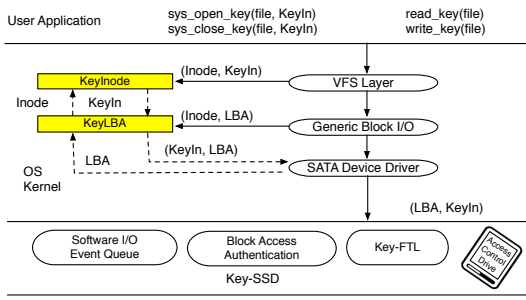 User Application
sys_open_key(file, KeyIn)
sys_close_key(file, KeyIn)
read_key(file)
write_key(file)
KeyInode
(Inode, KeyIn)
VFS Layer
Inode
KeyIn
KeyLBA
(Inode, LBA)
Generic Block I/O
(KeyIn, LBA)
LBA
SATA Device Driver
OS
Kernel
(LBA, KeyIn)
Software I/O
Event Queue
Block Access
Authentication
Key-FTL
Access
Control
Drive
Key-SSD